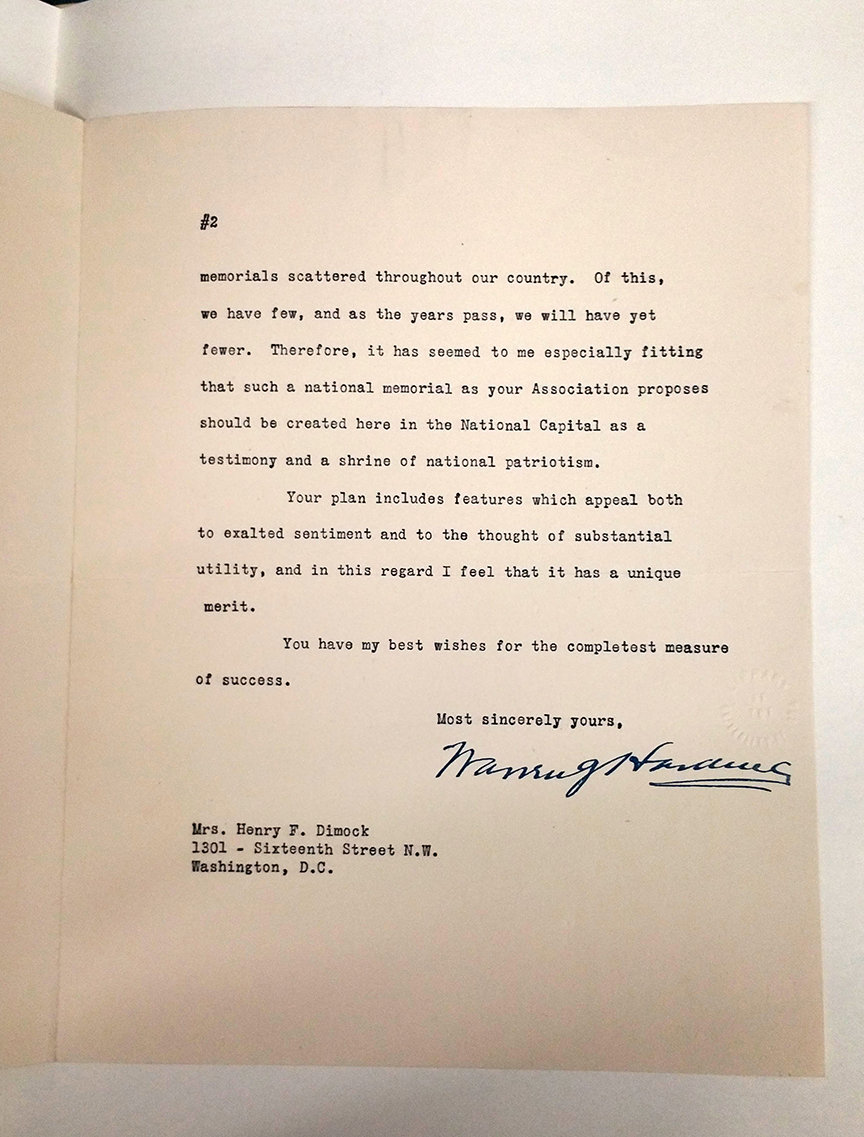 #2
memorials scattered throughout our country. Of this,
we have few, and as the years pass, we will have yet
fewer. Therefore, it has seemed to me especially fitting
that such a national memorial as your Association proposes
should be created here in the National Capital as a
testimony and a shrine of national patriotism.
Your plan includes features which appeal both
to exalted sentiment and to the thought of substantial
utility, and in this regard I feel that it has a unique
merit.
You have my best wishes for the completest measure
of success.
Most sincerely yours,
Warren G Harding
Mrs. Henry F. Dimock
1301 - Sixteenth Street N.W.
Washington, D.C.